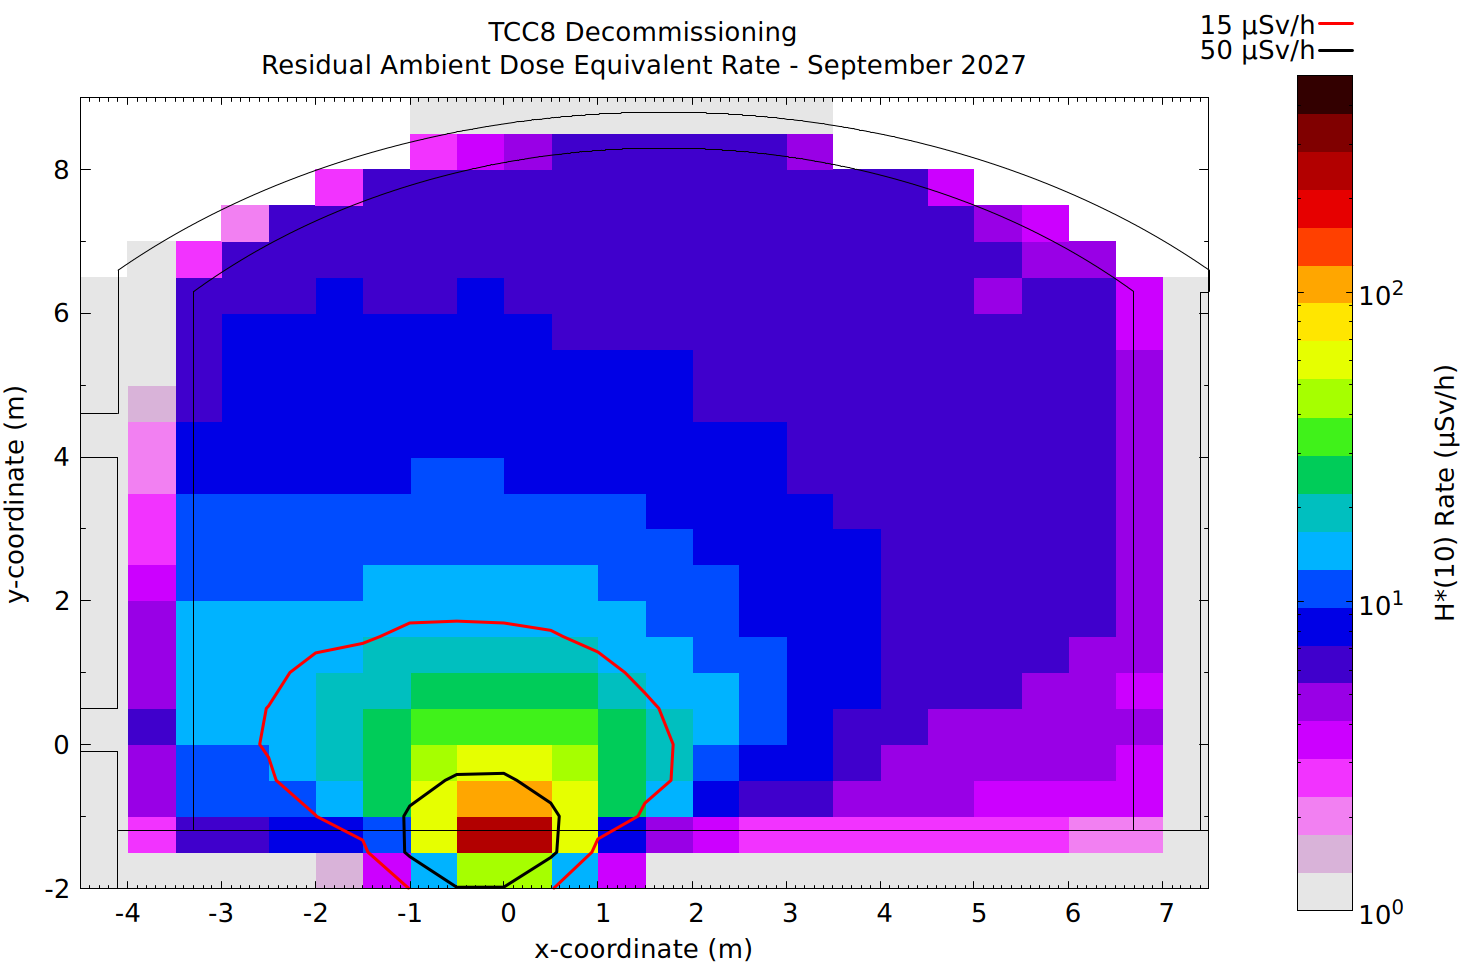 TCC8 Decommissioning
Residual Ambient Dose Equivalent Rate - September 2027
15 µSv/h
50 µSv/h
8
6
4
2
0
-2
-4 -3 -2 -1 0 1 2 3 4 5 6 7
x-coordinate (m)
y-coordinate (m)
10²
10¹
10⁰
H*(10) Rate (µSv/h)